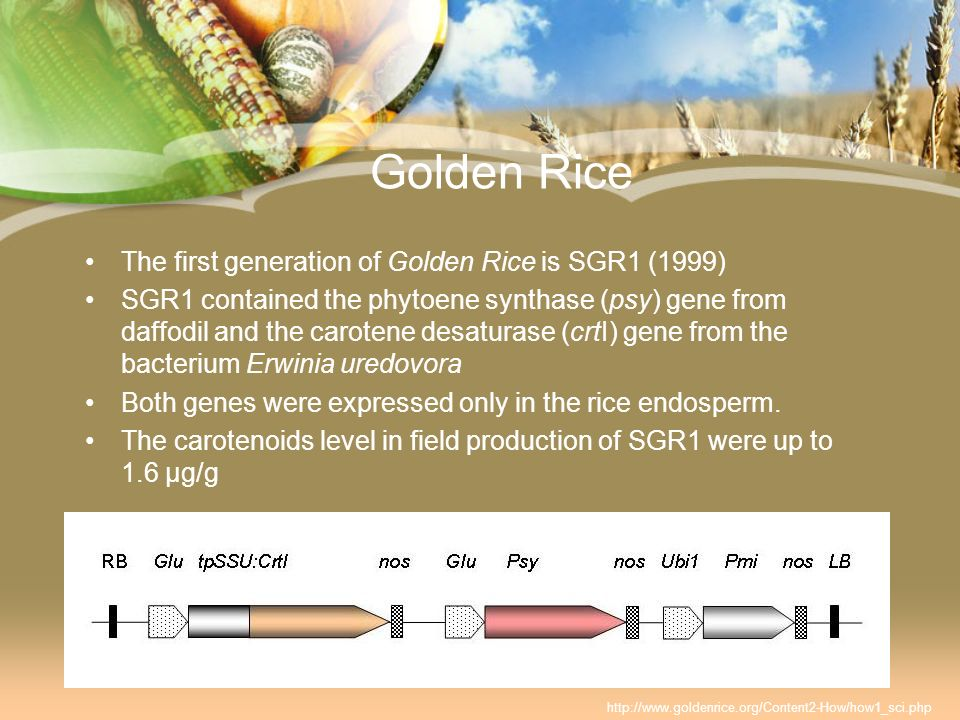 Golden Rice
• The first generation of Golden Rice is SGR1 (1999)
• SGR1 contained the phytoene synthase (psy) gene from
daffodil and the carotene desaturase (crtI) gene from the
bacterium Erwinia uredovora
• Both genes were expressed only in the rice endosperm.
• The carotenoids level in field production of SGR1 were up to
1.6 µg/g
RB Glu tpSSU:CrtI nos Glu Psy nos Ubi1 Pmi nos LB
http://www.goldenrice.org/Content2-How/how1_sci.php